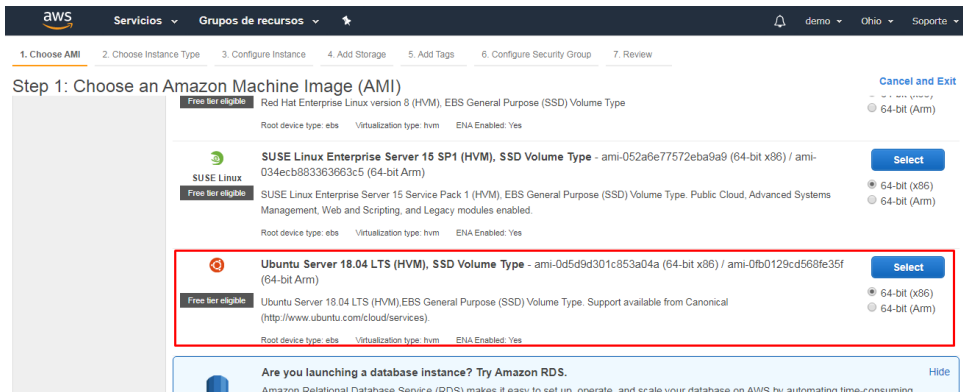 aws Servicios Grupos de recursos demo Ohio Soporte
1. Choose AMI 2. Choose Instance Type 3. Configure Instance 4. Add Storage 5. Add Tags 6. Configure Security Group 7. Review
Step 1: Choose an Amazon Machine Image (AMI) Cancel and Exit
Free tier eligible Red Hat Enterprise Linux version 8 (HVM), EBS General Purpose (SSD) Volume Type
64-bit (Arm)
Root device type: ebs Virtualization type: hvm ENA Enabled: Yes
SUSE Linux Enterprise Server 15 SP1 (HVM), SSD Volume Type - ami-052a6e77572eba9a9 (64-bit x86) / ami-
034ecb883363663c5 (64-bit Arm)
Select
SUSE Linux
Free tier eligible
SUSE Linux Enterprise Server 15 Service Pack 1 (HVM), EBS General Purpose (SSD) Volume Type. Public Cloud, Advanced Systems
Management, Web and Scripting, and Legacy modules enabled.
64-bit (x86)
64-bit (Arm)
Root device type: ebs Virtualization type: hvm ENA Enabled: Yes
Ubuntu Server 18.04 LTS (HVM), SSD Volume Type - ami-0d5d9d301c853a04a (64-bit x86) / ami-0fb0129cd568fe35f
(64-bit Arm)
Select
Free tier eligible
Ubuntu Server 18.04 LTS (HVM),EBS General Purpose (SSD) Volume Type. Support available from Canonical
(http://www.ubuntu.com/cloud/services).
64-bit (x86)
64-bit (Arm)
Root device type: ebs Virtualization type: hvm ENA Enabled: Yes
Are you launching a database instance? Try Amazon RDS. Hide
Amazon Relational Database Service (RDS) makes it easy to set up, operate, and scale your database on AWS by automating time-consuming